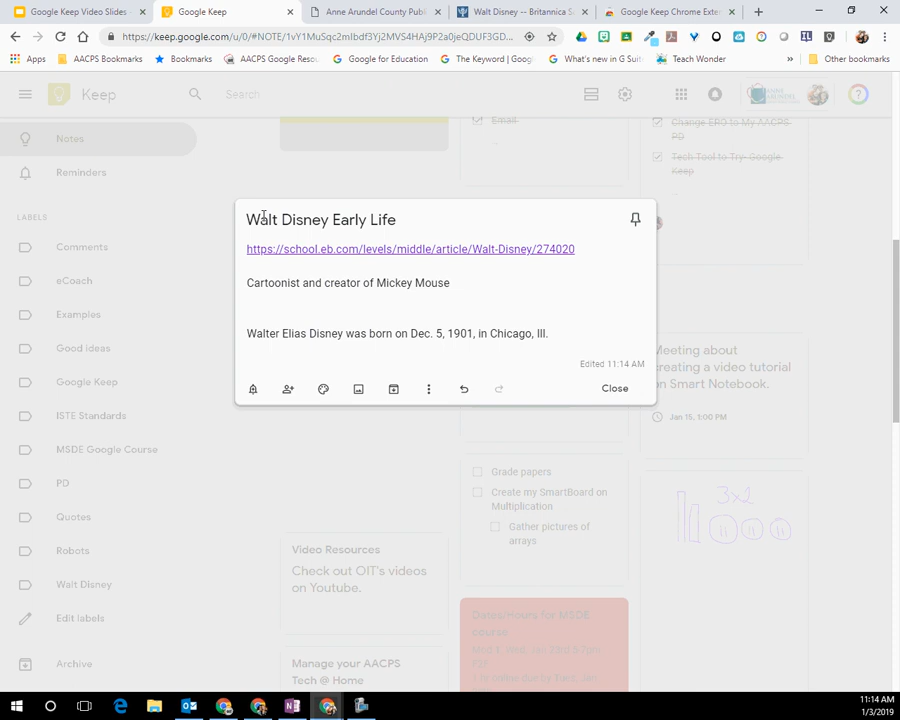 Google Keep Video Slides -
Google Keep
Anne Arundel County Publ
Walt Disney -- Britannica S
Google Keep Chrome Exten
https://keep.google.com/u/0/#NOTE/1vY1MuSqc2mIbdf3Yj2MVS4HAj9P2a0jeQDUF3GD...
Apps
AACPS Bookmarks
Bookmarks
AACPS Google Reso
Google for Education
The Keyword | Goog
What's new in G Suit
Teach Wonder
»
Other bookmarks
Keep
Search
Notes
Reminders
LABELS
Comments
eCoach
Examples
Good ideas
Google Keep
ISTE Standards
MSDE Google Course
PD
Quotes
Robots
Walt Disney
Edit labels
Archive
Email
Change ERO to My AACPS
PD
Tech Tool to Try- Google
Keep
Walt Disney Early Life
https://school.eb.com/levels/middle/article/Walt-Disney/274020
Cartoonist and creator of Mickey Mouse
Walter Elias Disney was born on Dec. 5, 1901, in Chicago, Ill.
Edited 11:14 AM
Close
Meeting about
creating a video tutorial
on Smart Notebook.
Jan 15, 1:00 PM
Grade papers
Create my SmartBoard on
Multiplication
Gather pictures of
arrays
3x2
Video Resources
Check out OIT's videos
on Youtube.
Manage your AACPS
Tech @ Home
Dates/Hours for MSDE
course
11:14 AM
1/3/2019